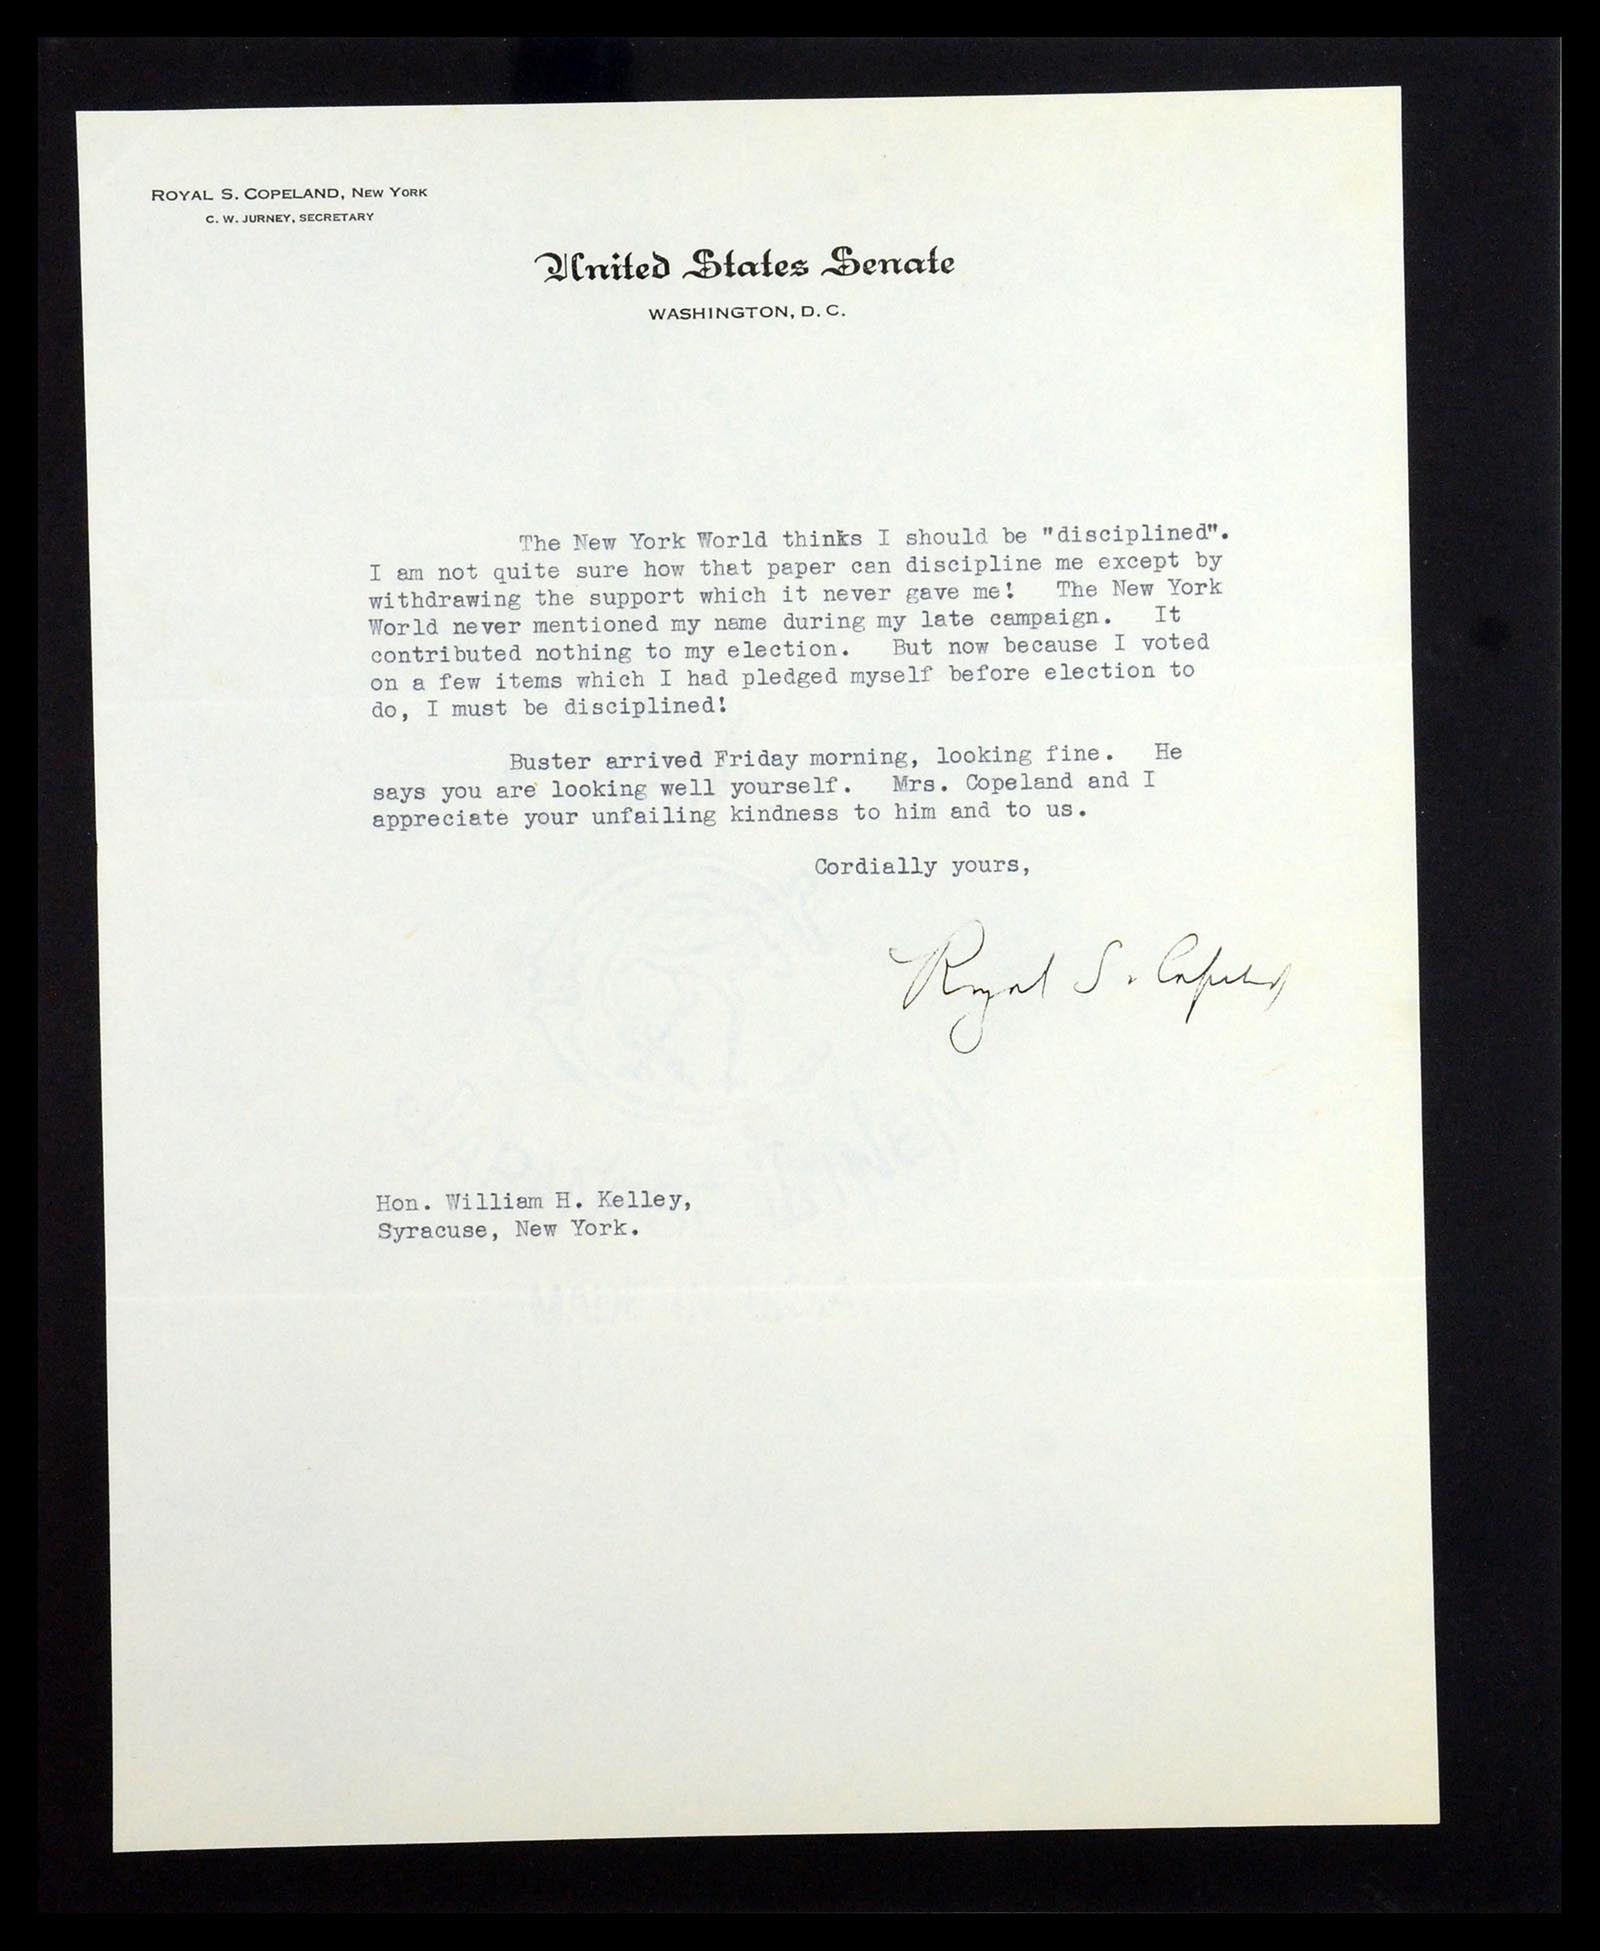 ROYAL S. COPELAND, NEW YORK
C. W. JURNEY, SECRETARY
United States Senate
WASHINGTON, D. C.
The New York World thinks I should be "disciplined".
I am not quite sure how that paper can discipline me except by
withdrawing the support which it never gave me!   The New York
World never mentioned my name during my late campaign.   It
contributed nothing to my election.   But now because I voted
on a few items which I had pledged myself before election to
do, I must be disciplined!
Buster arrived Friday morning, looking fine.   He
says you are looking well yourself.   Mrs. Copeland and I
appreciate your unfailing kindness to him and to us.
Cordially yours,
Royal S. Copeland
Hon. William H. Kelley,
Syracuse, New York.